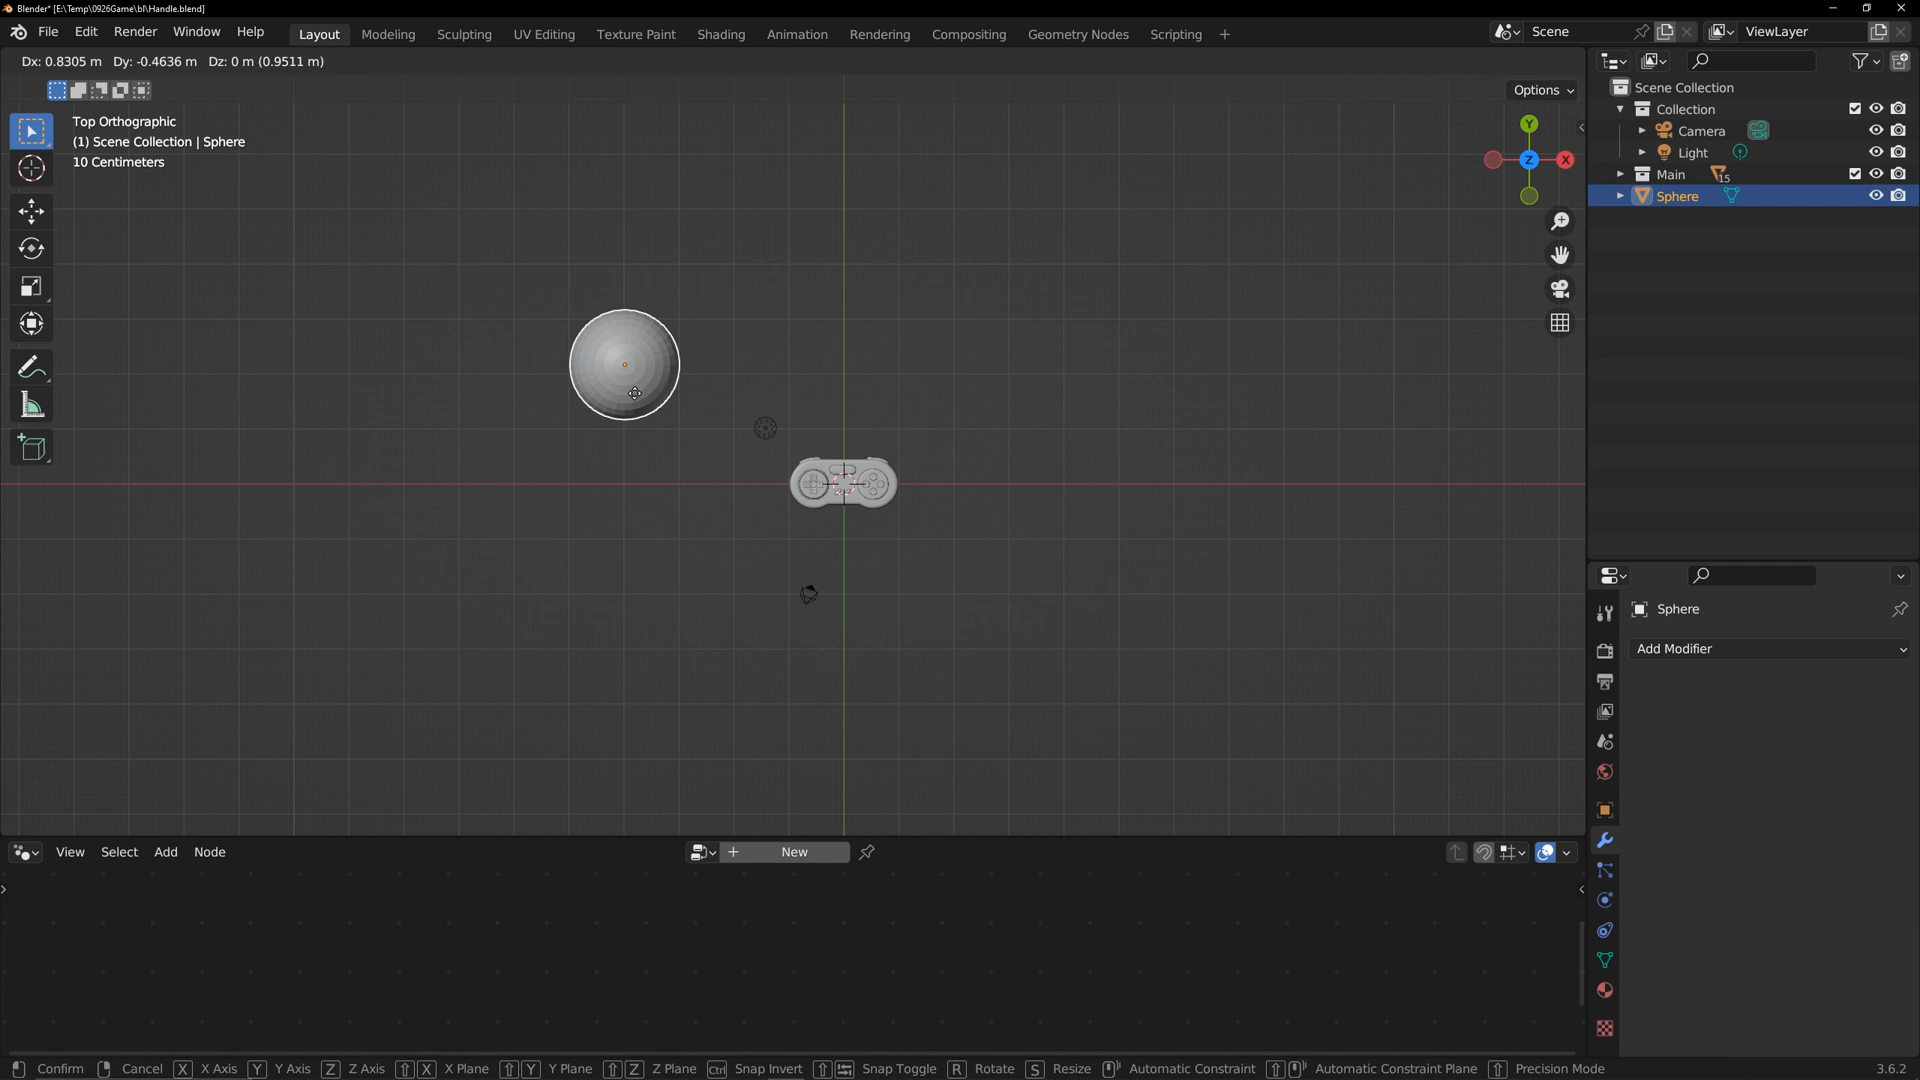 Blender* [E:\Temp\0926Game\bl\Handle.blend]
File Edit Render Window Help Layout Modeling Sculpting UV Editing Texture Paint Shading Animation Rendering Compositing Geometry Nodes Scripting + Scene ViewLayer
Dx: 0.8305 m Dy: -0.4636 m Dz: 0 m (0.9511 m)
Options
Top Orthographic
(1) Scene Collection | Sphere
10 Centimeters
Y
Z
X
Scene Collection
Collection
Camera
Light
Main 15
Sphere
Sphere
Add Modifier
View Select Add Node New
Confirm Cancel X X Axis Y Y Axis Z Z Axis X X Plane Y Y Plane Z Z Plane Ctrl Snap Invert Snap Toggle R Rotate S Resize Automatic Constraint Automatic Constraint Plane Precision Mode 3.6.2